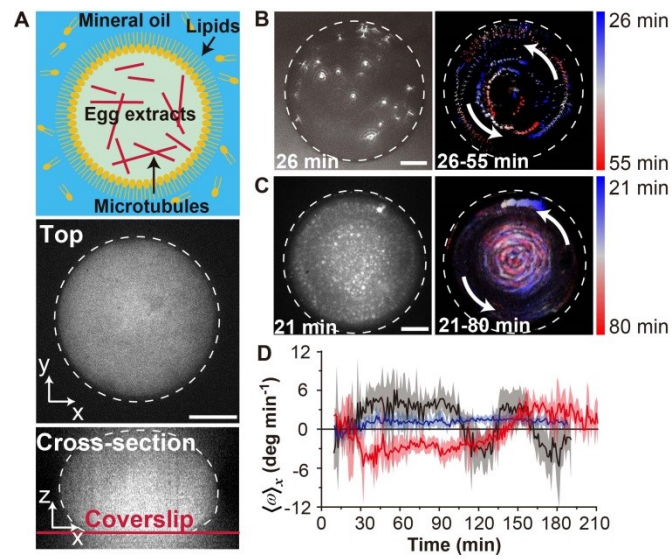 A
Mineral oil
Lipids
Egg extracts
Microtubules
Top
y
x
Cross-section
z
x
Coverslip
B
26 min
26-55 min
26 min
55 min
C
21 min
21-80 min
21 min
80 min
D
⟨ω⟩x (deg min⁻¹)
12
6
0
-6
-12
0 30 60 90 120 150 180 210
Time (min)